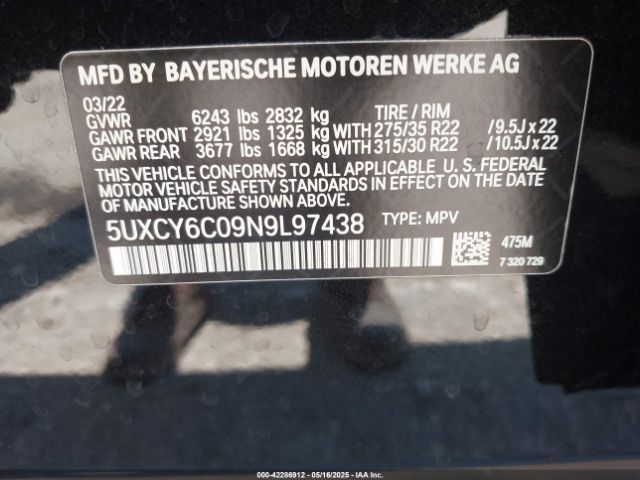 MFD BY BAYERISCHE MOTOREN WERKE AG
03/22
GVWR 6243 lbs 2832 kg TIRE / RIM
GAWR FRONT 2921 lbs 1325 kg WITH 275/35 R22 /9.5J x 22
GAWR REAR 3677 lbs 1668 kg WITH 315/30 R22 /10.5J x 22
THIS VEHICLE CONFORMS TO ALL APPLICABLE U. S. FEDERAL
MOTOR VEHICLE SAFETY STANDARDS IN EFFECT ON THE DATE
OF MANUFACTURE SHOWN ABOVE.
5UXCY6C09N9L97438 TYPE: MPV
475M
7 320 729
000-42286912 - 05/16/2025 - IAA Inc.